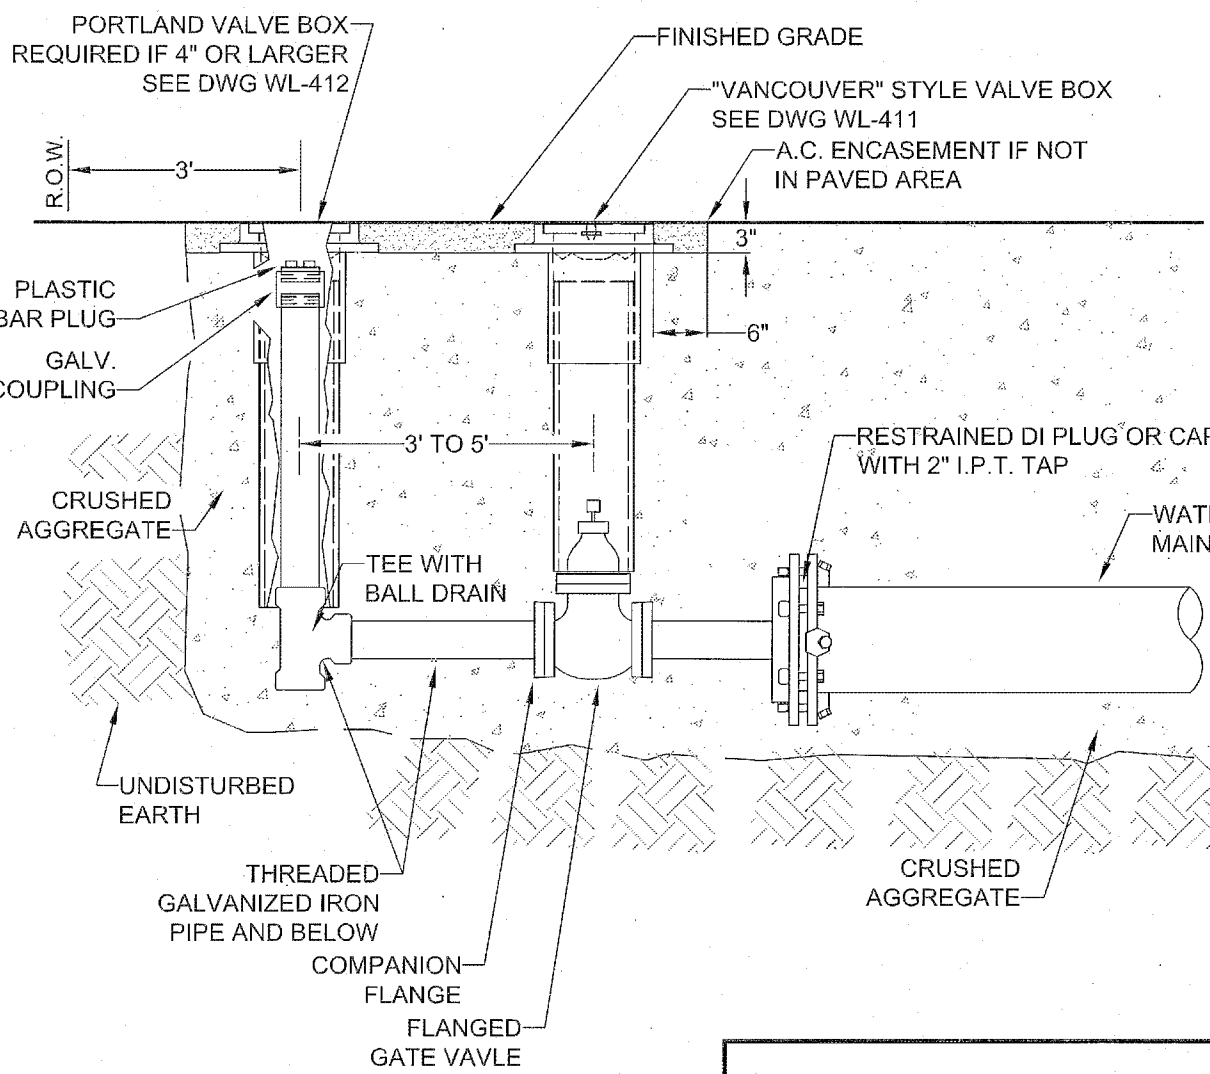 PORTLAND VALVE BOX
REQUIRED IF 4" OR LARGER
SEE DWG WL-412
FINISHED GRADE
"VANCOUVER" STYLE VALVE BOX
SEE DWG WL-411
A.C. ENCASEMENT IF NOT
IN PAVED AREA
R.O.W.
3'
3"
6"
PLASTIC
BAR PLUG
GALV.
COUPLING
3' TO 5'
RESTRAINED DI PLUG OR CAP
WITH 2" I.P.T. TAP
CRUSHED
AGGREGATE
WATE
MAIN
TEE WITH
BALL DRAIN
UNDISTURBED
EARTH
THREADED
GALVANIZED IRON
PIPE AND BELOW
CRUSHED
AGGREGATE
COMPANION
FLANGE
FLANGED
GATE VAVLE